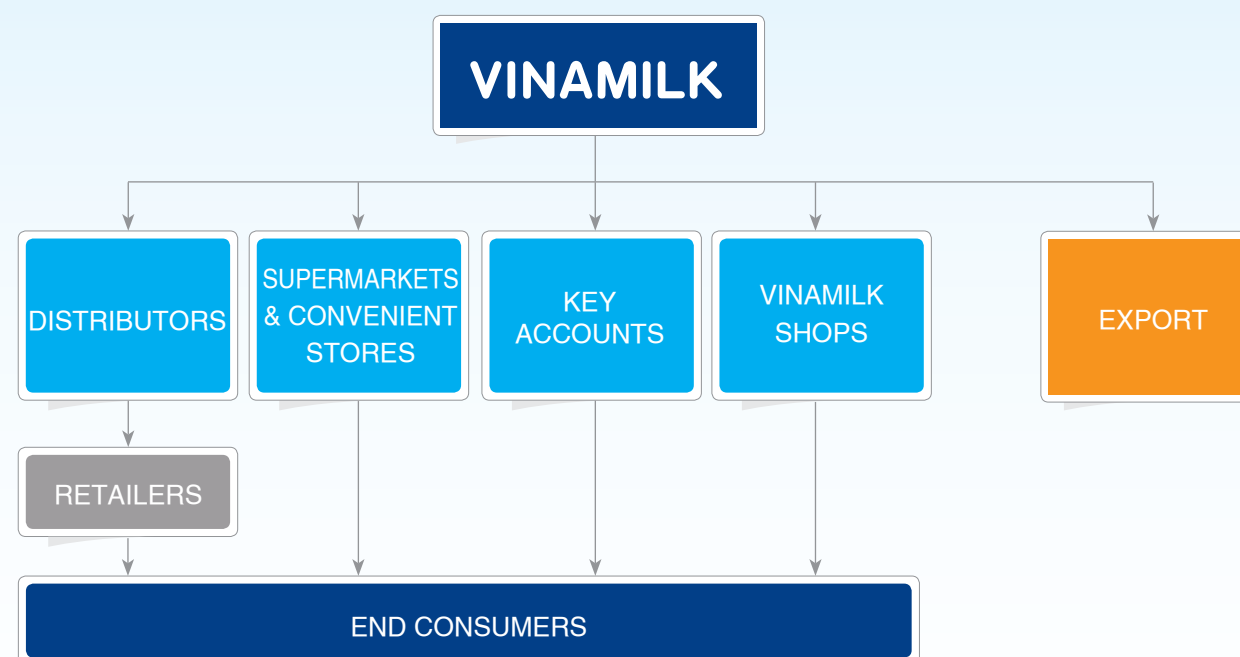 VINAMILK
DISTRIBUTORS
SUPERMARKETS
& CONVENIENT
STORES
KEY
ACCOUNTS
VINAMILK
SHOPS
EXPORT
RETAILERS
END CONSUMERS